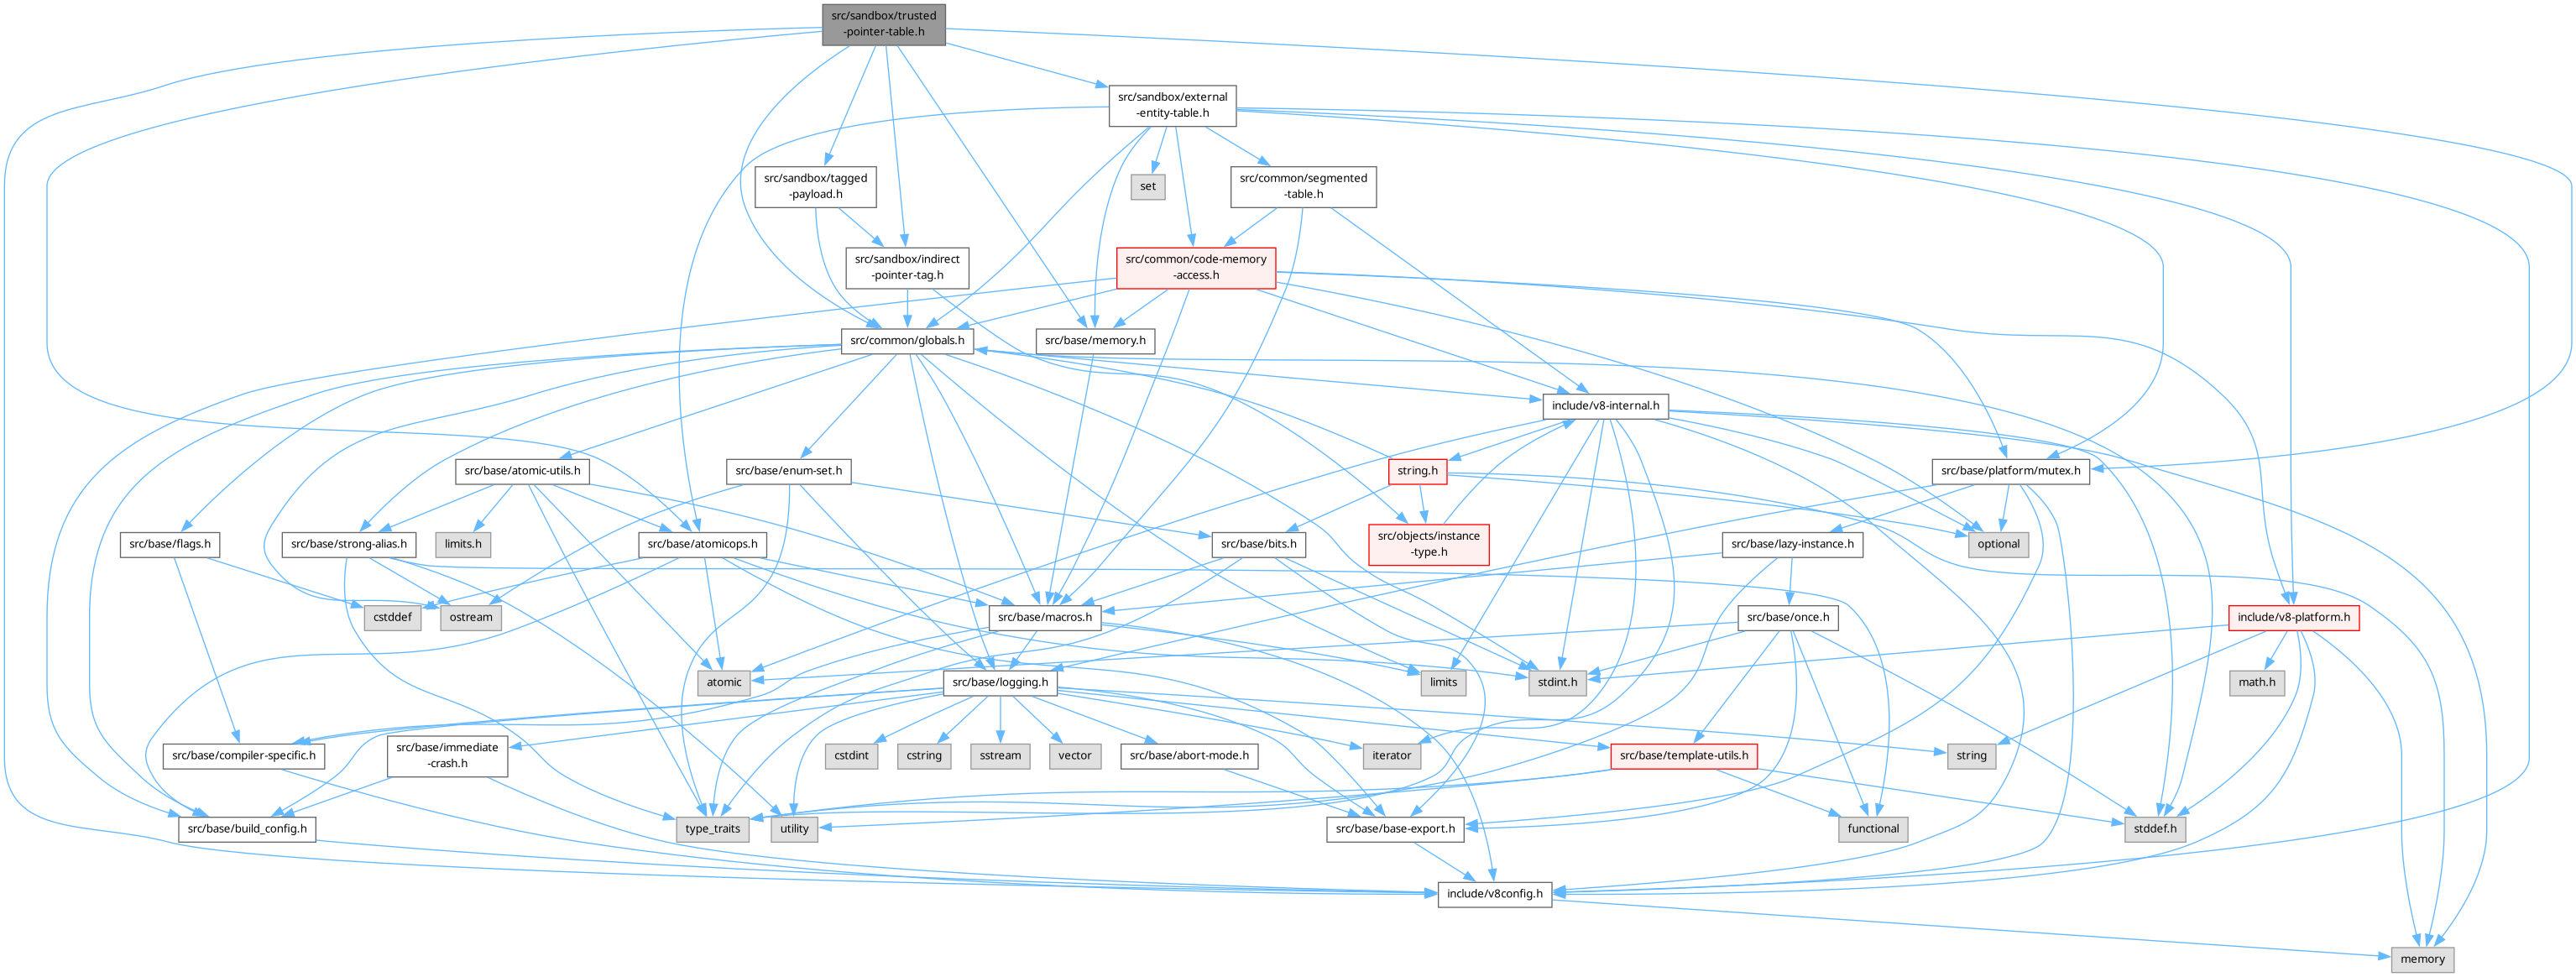 src/sandbox/trusted
-pointer-table.h
src/sandbox/external
-entity-table.h
src/sandbox/tagged
-payload.h
set
src/common/segmented
-table.h
src/sandbox/indirect
-pointer-tag.h
src/common/code-memory
-access.h
src/common/globals.h
src/base/memory.h
include/v8-internal.h
src/base/atomic-utils.h
src/base/enum-set.h
string.h
src/base/platform/mutex.h
src/base/flags.h
src/base/strong-alias.h
limits.h
src/base/atomicops.h
src/base/bits.h
src/objects/instance
-type.h
src/base/lazy-instance.h
optional
cstddef
ostream
src/base/macros.h
src/base/once.h
include/v8-platform.h
atomic
src/base/logging.h
limits
stdint.h
math.h
src/base/compiler-specific.h
src/base/immediate
-crash.h
cstdint
cstring
sstream
vector
src/base/abort-mode.h
iterator
src/base/template-utils.h
string
src/base/build_config.h
type_traits
utility
src/base/base-export.h
functional
stddef.h
include/v8config.h
memory